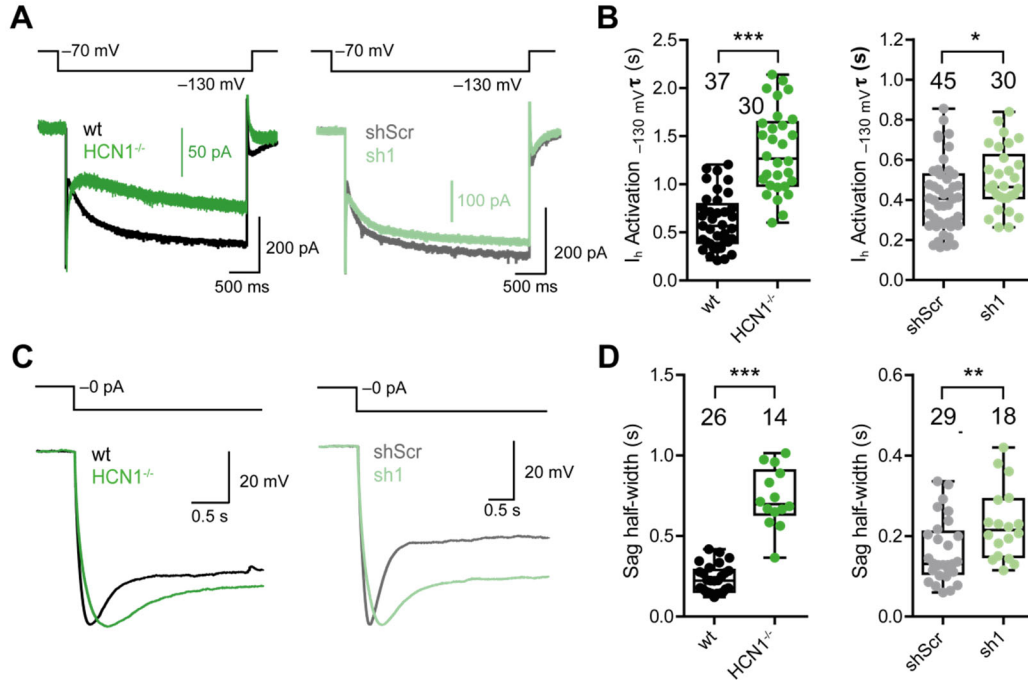 A
–70 mV
–130 mV
wt
HCN1-/-
50 pA
200 pA
500 ms
–70 mV
–130 mV
shScr
sh1
100 pA
200 pA
500 ms
B
Ih Activation –130 mV τ (s)
2.5
2.0
1.5
1.0
0.5
0.0
***
37
30
wt
HCN1-/-
Ih Activation –130 mV τ (s)
1.2
1.0
0.8
0.6
0.4
0.2
0.0
*
45
30
shScr
sh1
C
–0 pA
wt
HCN1-/-
20 mV
0.5 s
–0 pA
shScr
sh1
20 mV
0.5 s
D
Sag half-width (s)
1.5
1.0
0.5
0.0
***
26
14
wt
HCN1-/-
Sag half-width (s)
0.6
0.4
0.2
0.0
**
29
18
-
shScr
sh1